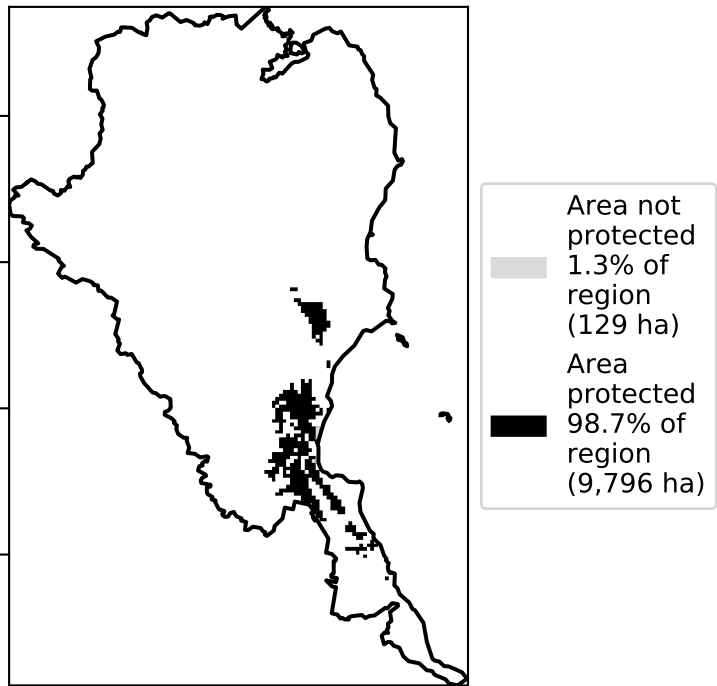 Area not
protected
1.3% of
region
(129 ha)
Area
protected
98.7% of
region
(9,796 ha)